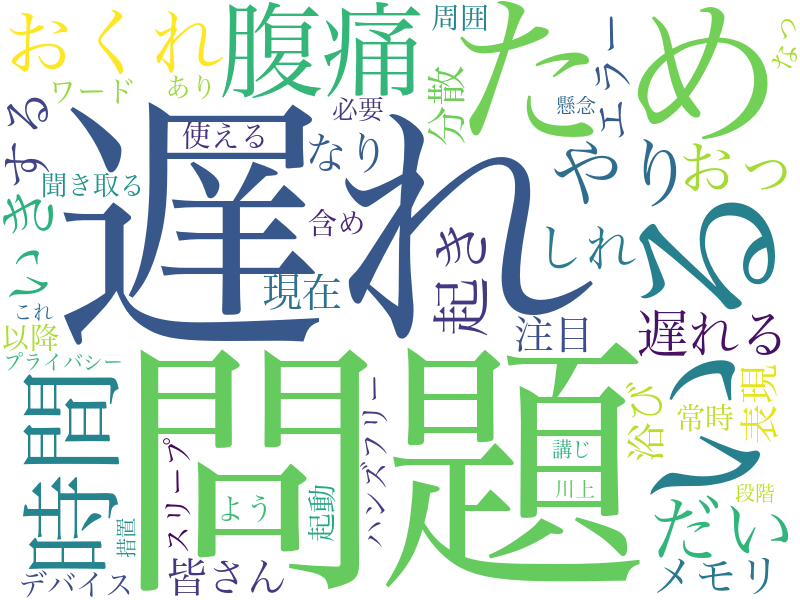 おくれ
腹痛
周囲
ため
エラー
なっ
ワード
あり
分散
必要
懸念
する
使える
なり
やり
おっ
聞き取る
遅れ
いき
含め
起き
しれ
いる
現在
これ
以降
注目
遅れる
プライバシー
問題
時間
ハンズフリー
浴び
常時
表現
スリープ
よう
起動
講じ
川上
段階
措置
だい
デバイス
皆さん
メモリ